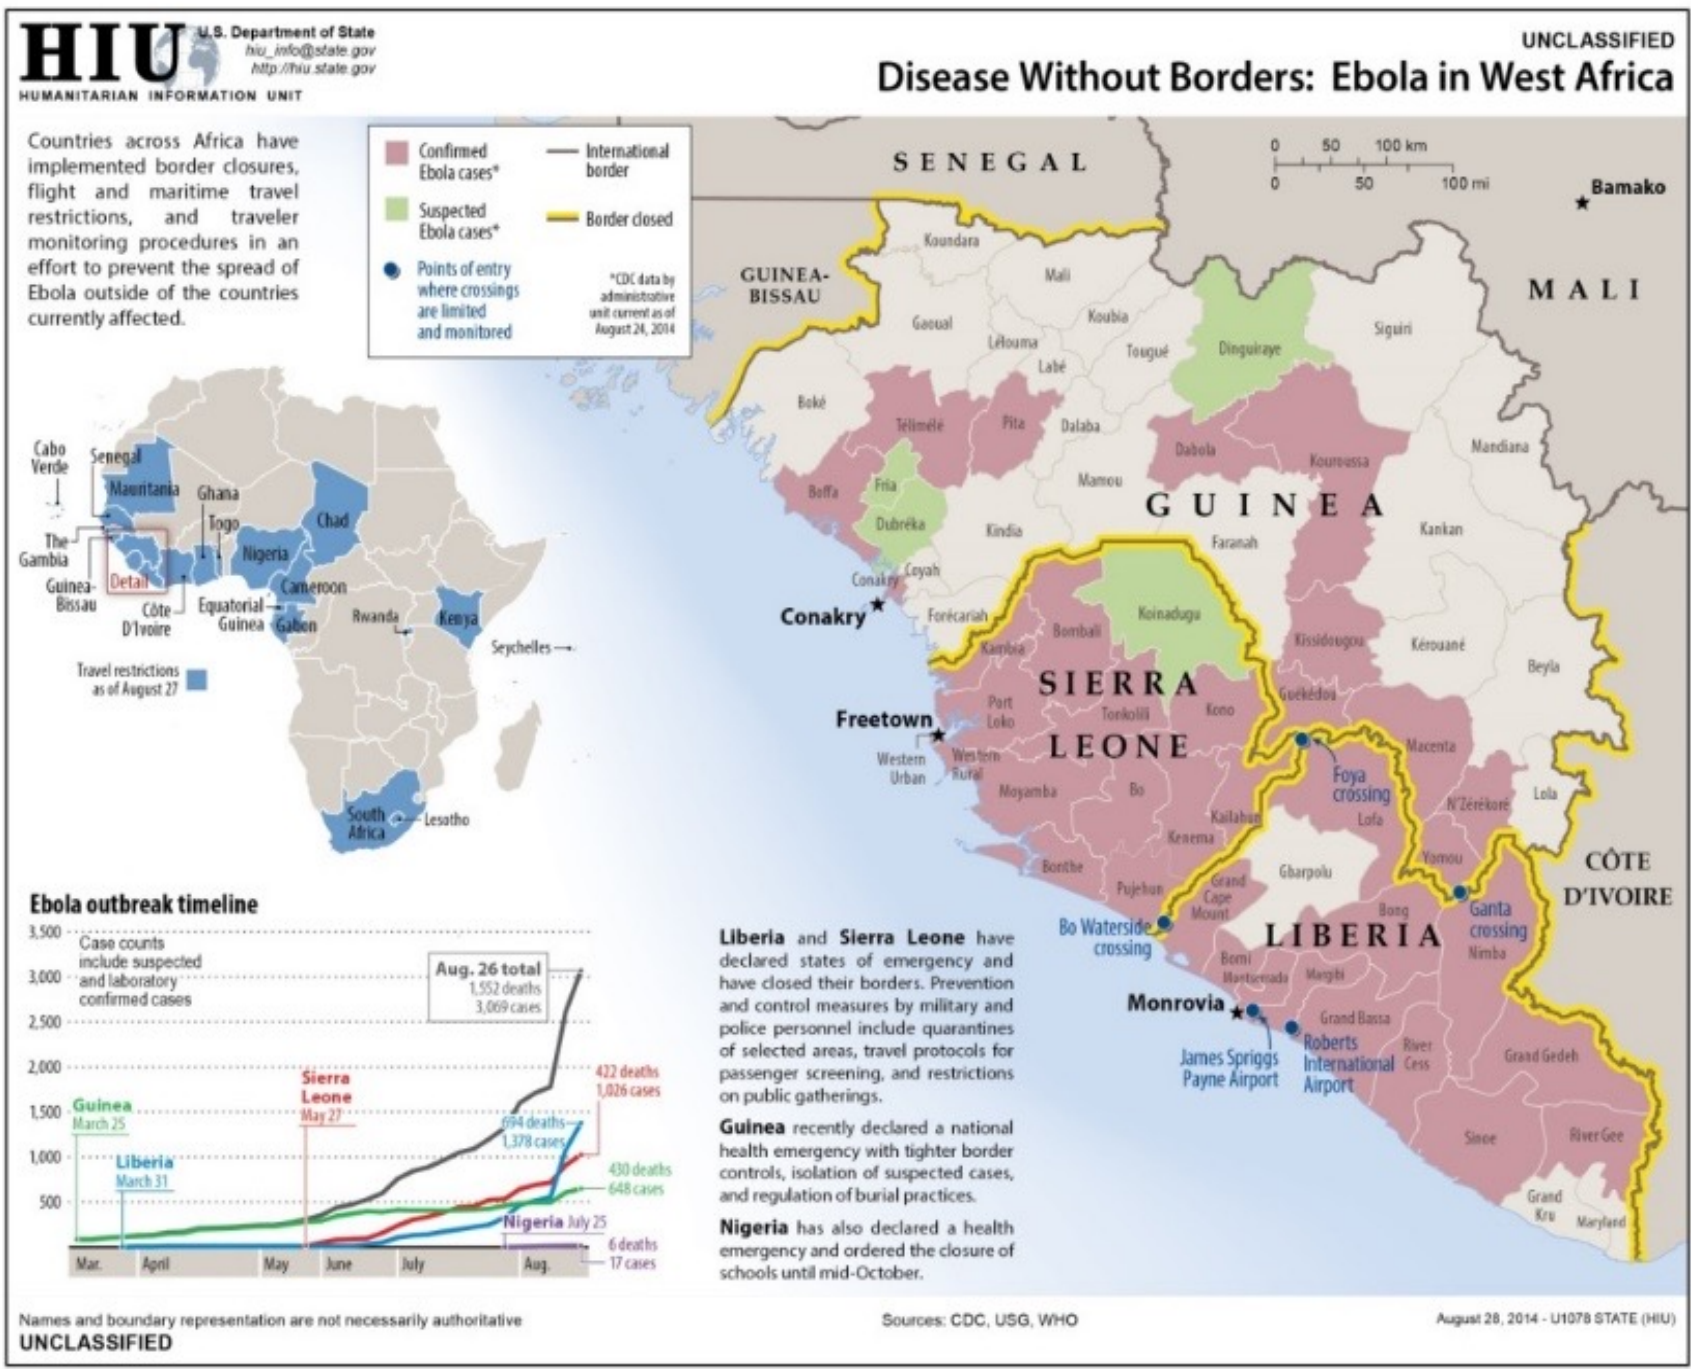 HIU
U.S. Department of State
hiu_info@state.gov
http://hiu.state.gov
HUMANITARIAN INFORMATION UNIT
UNCLASSIFIED
Disease Without Borders: Ebola in West Africa
Countries across Africa have
implemented border closures,
flight and maritime travel
restrictions, and traveler
monitoring procedures in an
effort to prevent the spread of
Ebola outside of the countries
currently affected.
Confirmed
Ebola cases*
Suspected
Ebola cases*
Points of entry
where crossings
are limited
and monitored
International
border
Border closed
*CDC data by
administrative
unit current as of
August 24, 2014
0 50 100 km
0 50 100 mi
SENEGAL
Bamako
GUINEA-
BISSAU
MALI
Koundara
Mali
Gaoual
Koubia
Lélouma
Labé
Tougué
Dinguiraye
Siguiri
Boké
Télimélé
Pita
Dalaba
Dabola
Kouroussa
Mandiana
Boffa
Fria
Mamou
GUINEA
Dubréka
Kindia
Faranah
Kankan
Conakry
Coyah
Conakry
Forécariah
Koinadugu
Bombali
Kambia
Kissidougou
Kérouané
Beyla
SIERRA
LEONE
Port
Loko
Tonkolili
Kono
Guékédou
Freetown
Western
Urban
Western
Rural
Macenta
Foya
crossing
Moyamba
Bo
Kailahun
Kenema
Lofa
N'Zérékoré
Lola
Bonthe
Pujehun
Yomou
Gbarpolu
CÔTE
D'IVOIRE
Grand
Cape
Mount
Bo Waterside
crossing
Bong
Ganta
crossing
LIBERIA
Nimba
Bomi
Montserrado
Margibi
Monrovia
Grand Bassa
James Spriggs
Payne Airport
Roberts
International
Airport
River
Cess
Grand Gedeh
Sinoe
River Gee
Grand
Kru
Maryland
Cabo
Verde
Senegal
Mauritania
Ghana
Togo
Chad
The
Gambia
Nigeria
Guinea-
Bissau
Detail
Cameroon
Côte
D'Ivoire
Equatorial
Guinea
Gabon
Rwanda
Kenya
Seychelles
Travel restrictions
as of August 27
South
Africa
Lesotho
Ebola outbreak timeline
3,500
3,000
2,500
2,000
1,500
1,000
500
Case counts
include suspected
and laboratory
confirmed cases
Aug. 26 total
1,552 deaths
3,069 cases
Guinea
March 25
Liberia
March 31
Sierra
Leone
May 27
422 deaths
1,026 cases
694 deaths
1,378 cases
430 deaths
648 cases
Nigeria July 25
6 deaths
17 cases
Mar. April May June July Aug.
Liberia and Sierra Leone have
declared states of emergency and
have closed their borders. Prevention
and control measures by military and
police personnel include quarantines
of selected areas, travel protocols for
passenger screening, and restrictions
on public gatherings.
Guinea recently declared a national
health emergency with tighter border
controls, isolation of suspected cases,
and regulation of burial practices.
Nigeria has also declared a health
emergency and ordered the closure of
schools until mid-October.
Names and boundary representation are not necessarily authoritative
UNCLASSIFIED
Sources: CDC, USG, WHO
August 28, 2014 - U1078 STATE (HIU)